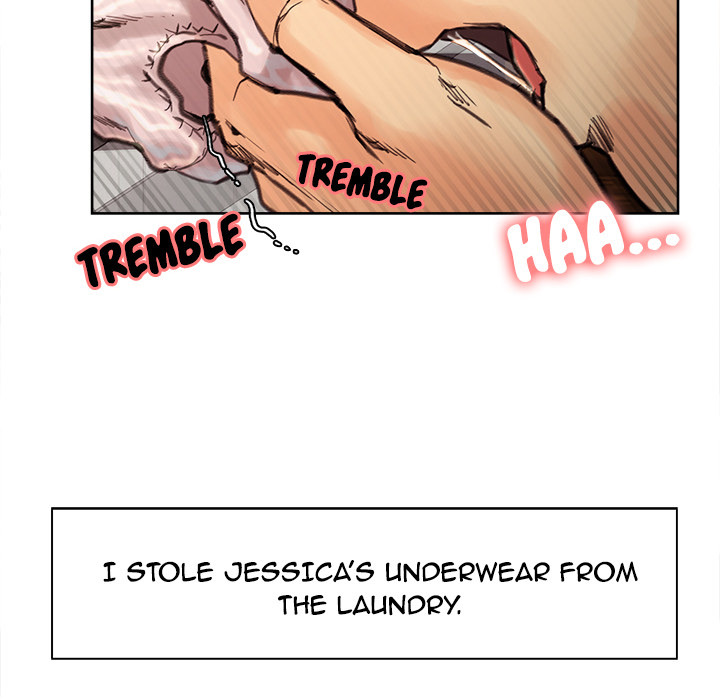 TREMBLE
TREMBLE
HAA...
I STOLE JESSICA'S UNDERWEAR FROM
THE LAUNDRY.